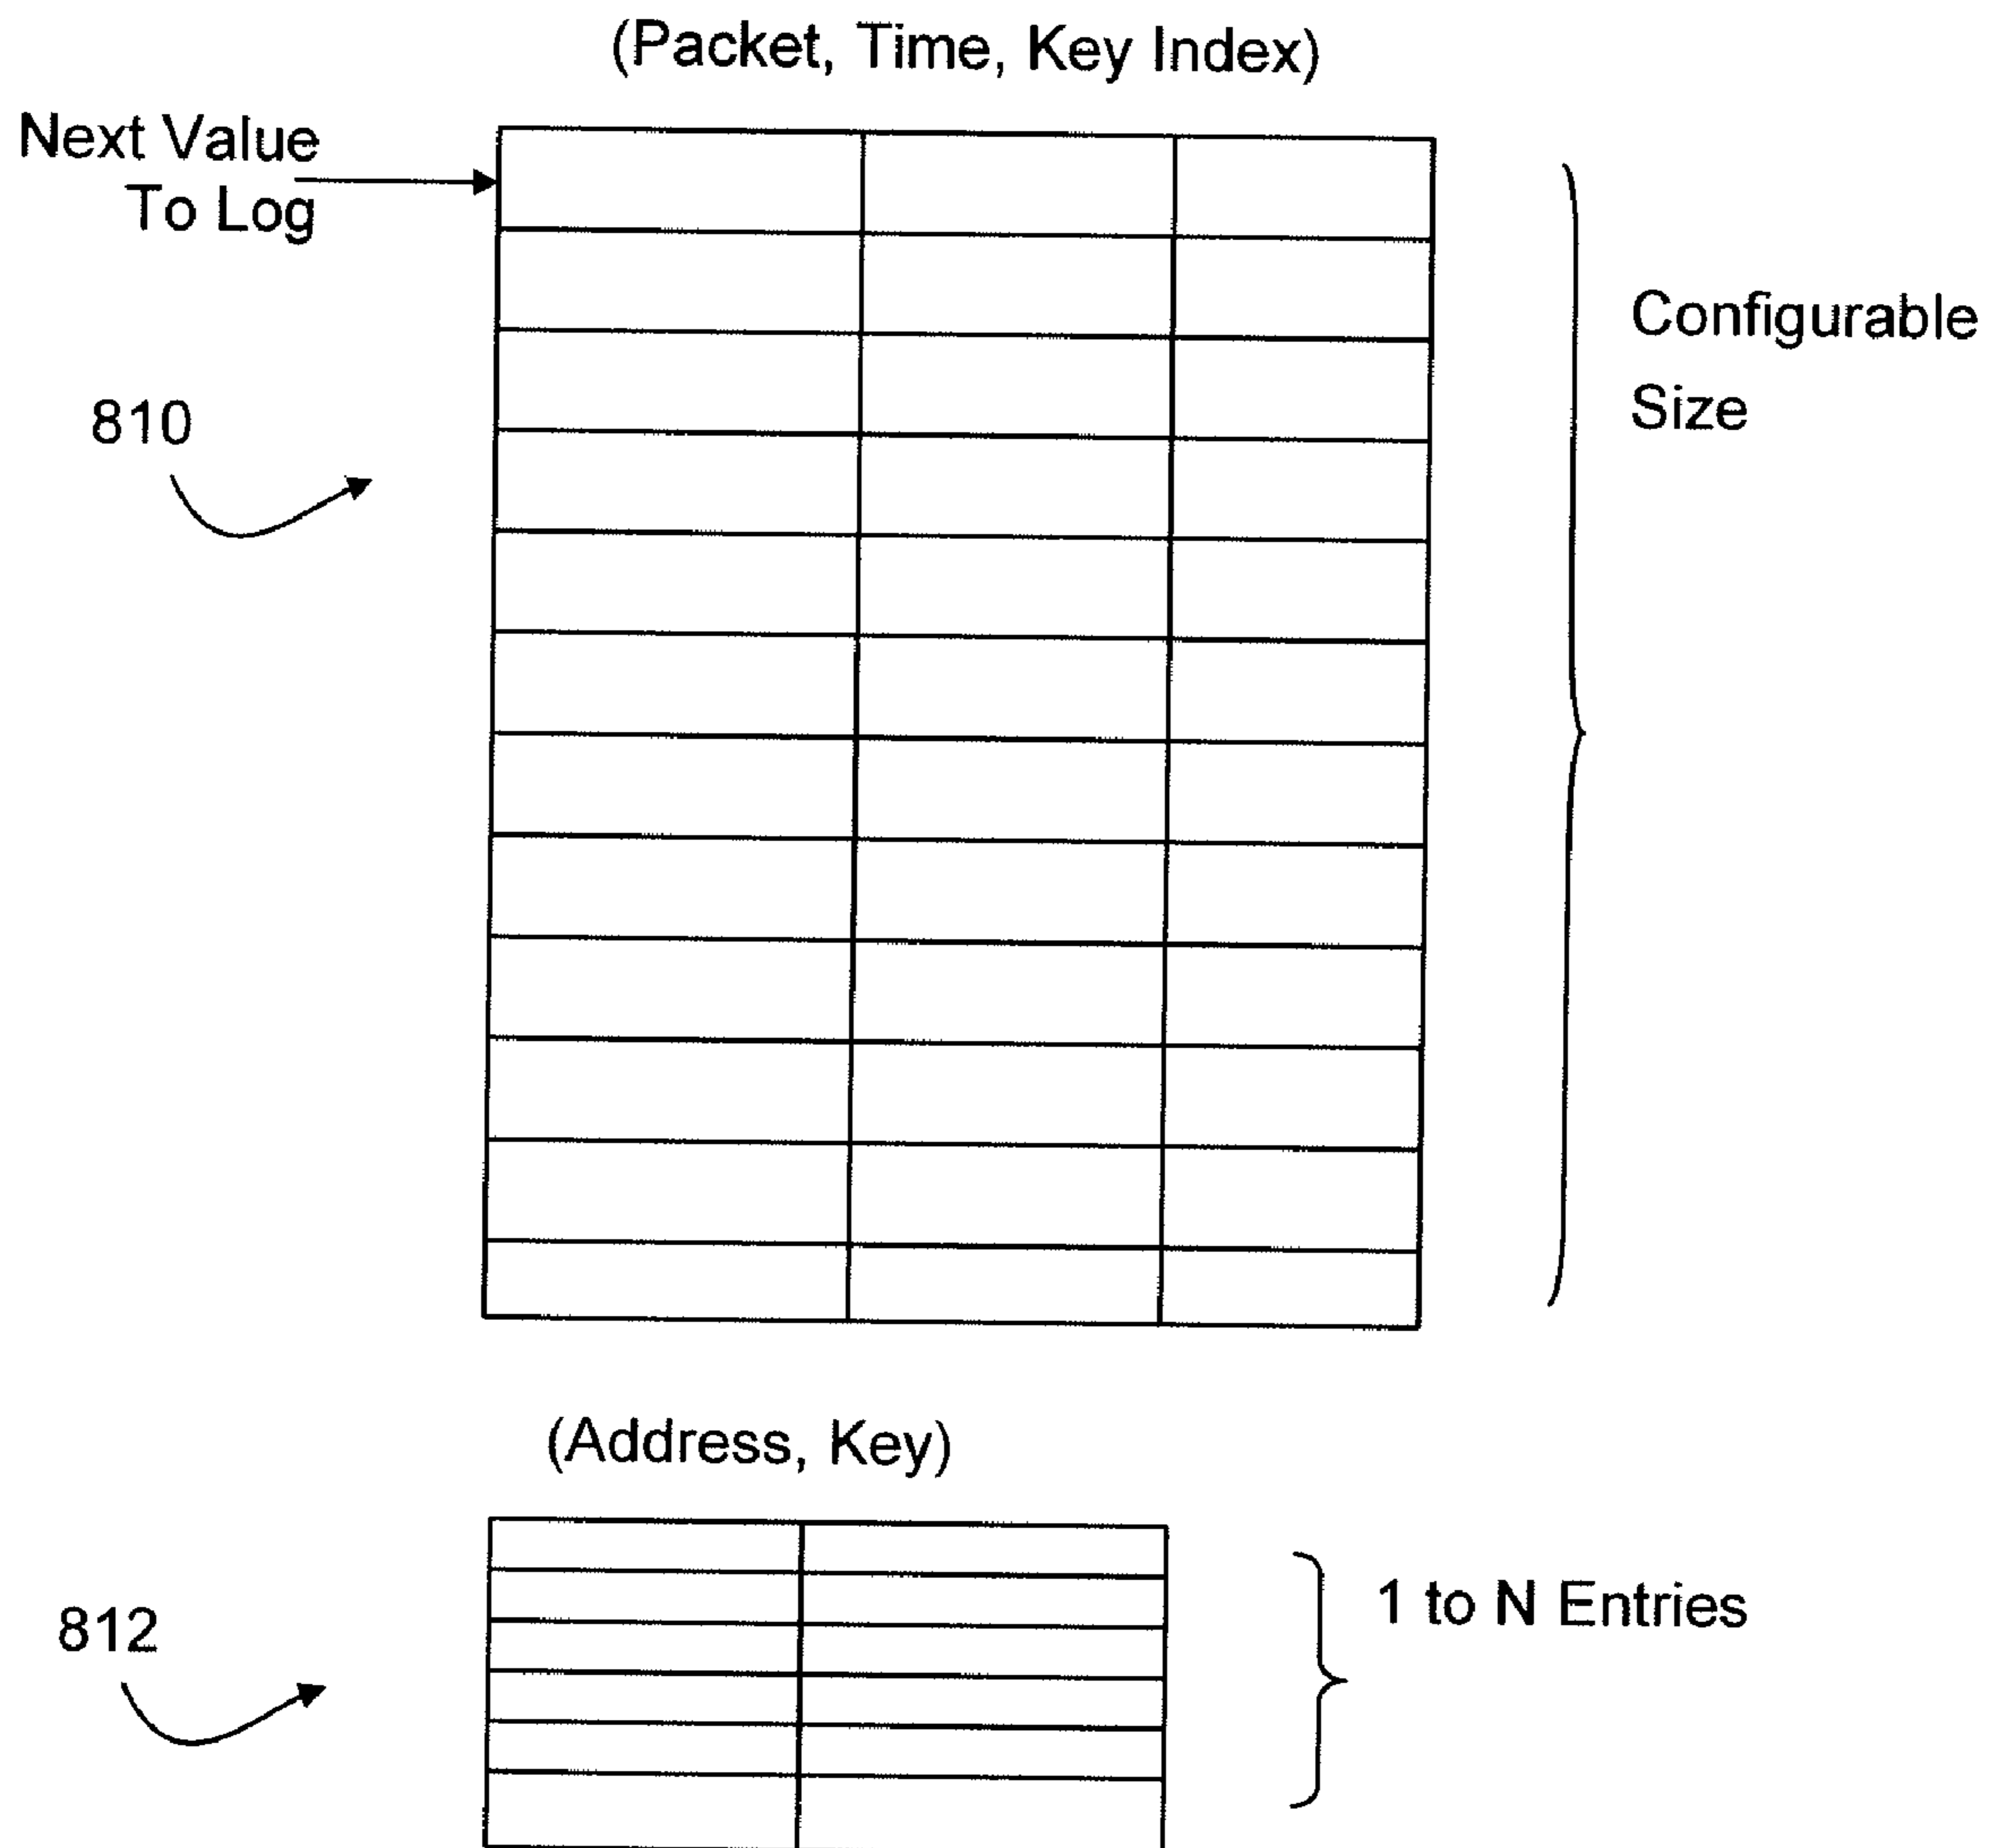 (Packet, Time, Key Index)
Next Value
To Log
Configurable
Size
810
(Address, Key)
812
1 to N Entries